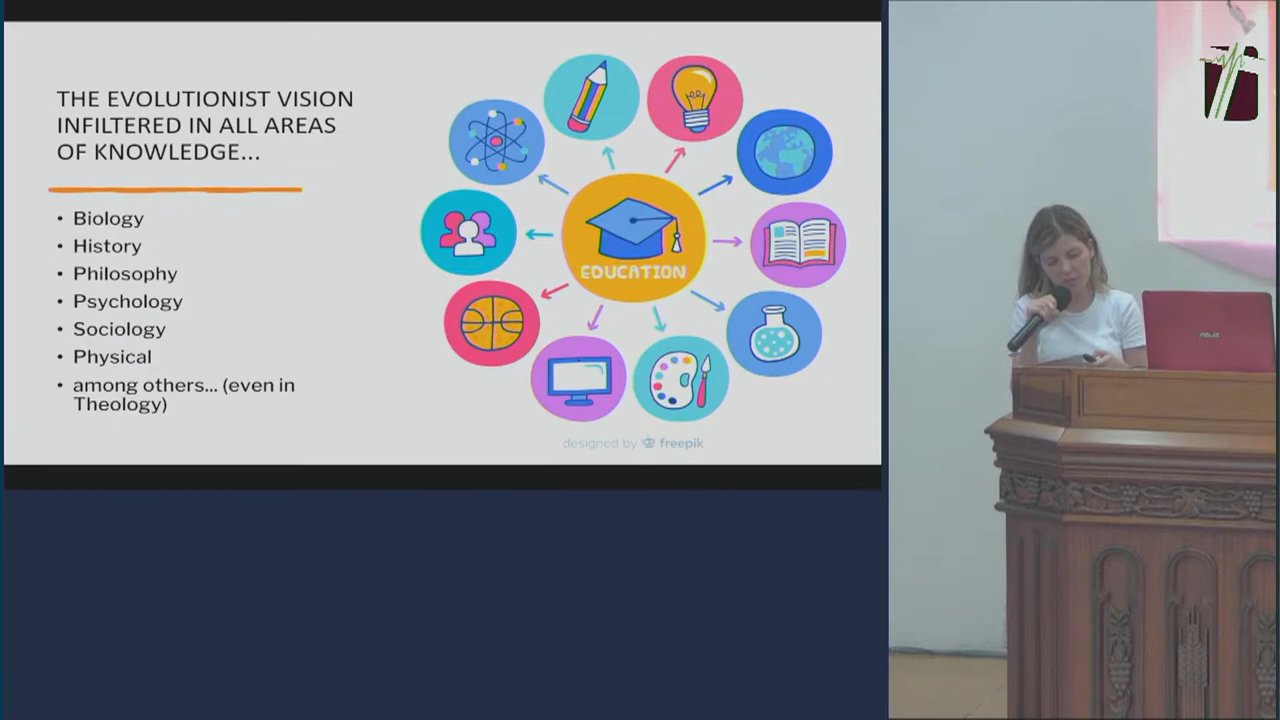 THE EVOLUTIONIST VISION
INFILTERED IN ALL AREAS
OF KNOWLEDGE...
• Biology
• History
• Philosophy
• Psychology
• Sociology
• Physical
• among others... (even in
Theology)
EDUCATION
designed by freepik
ASUS